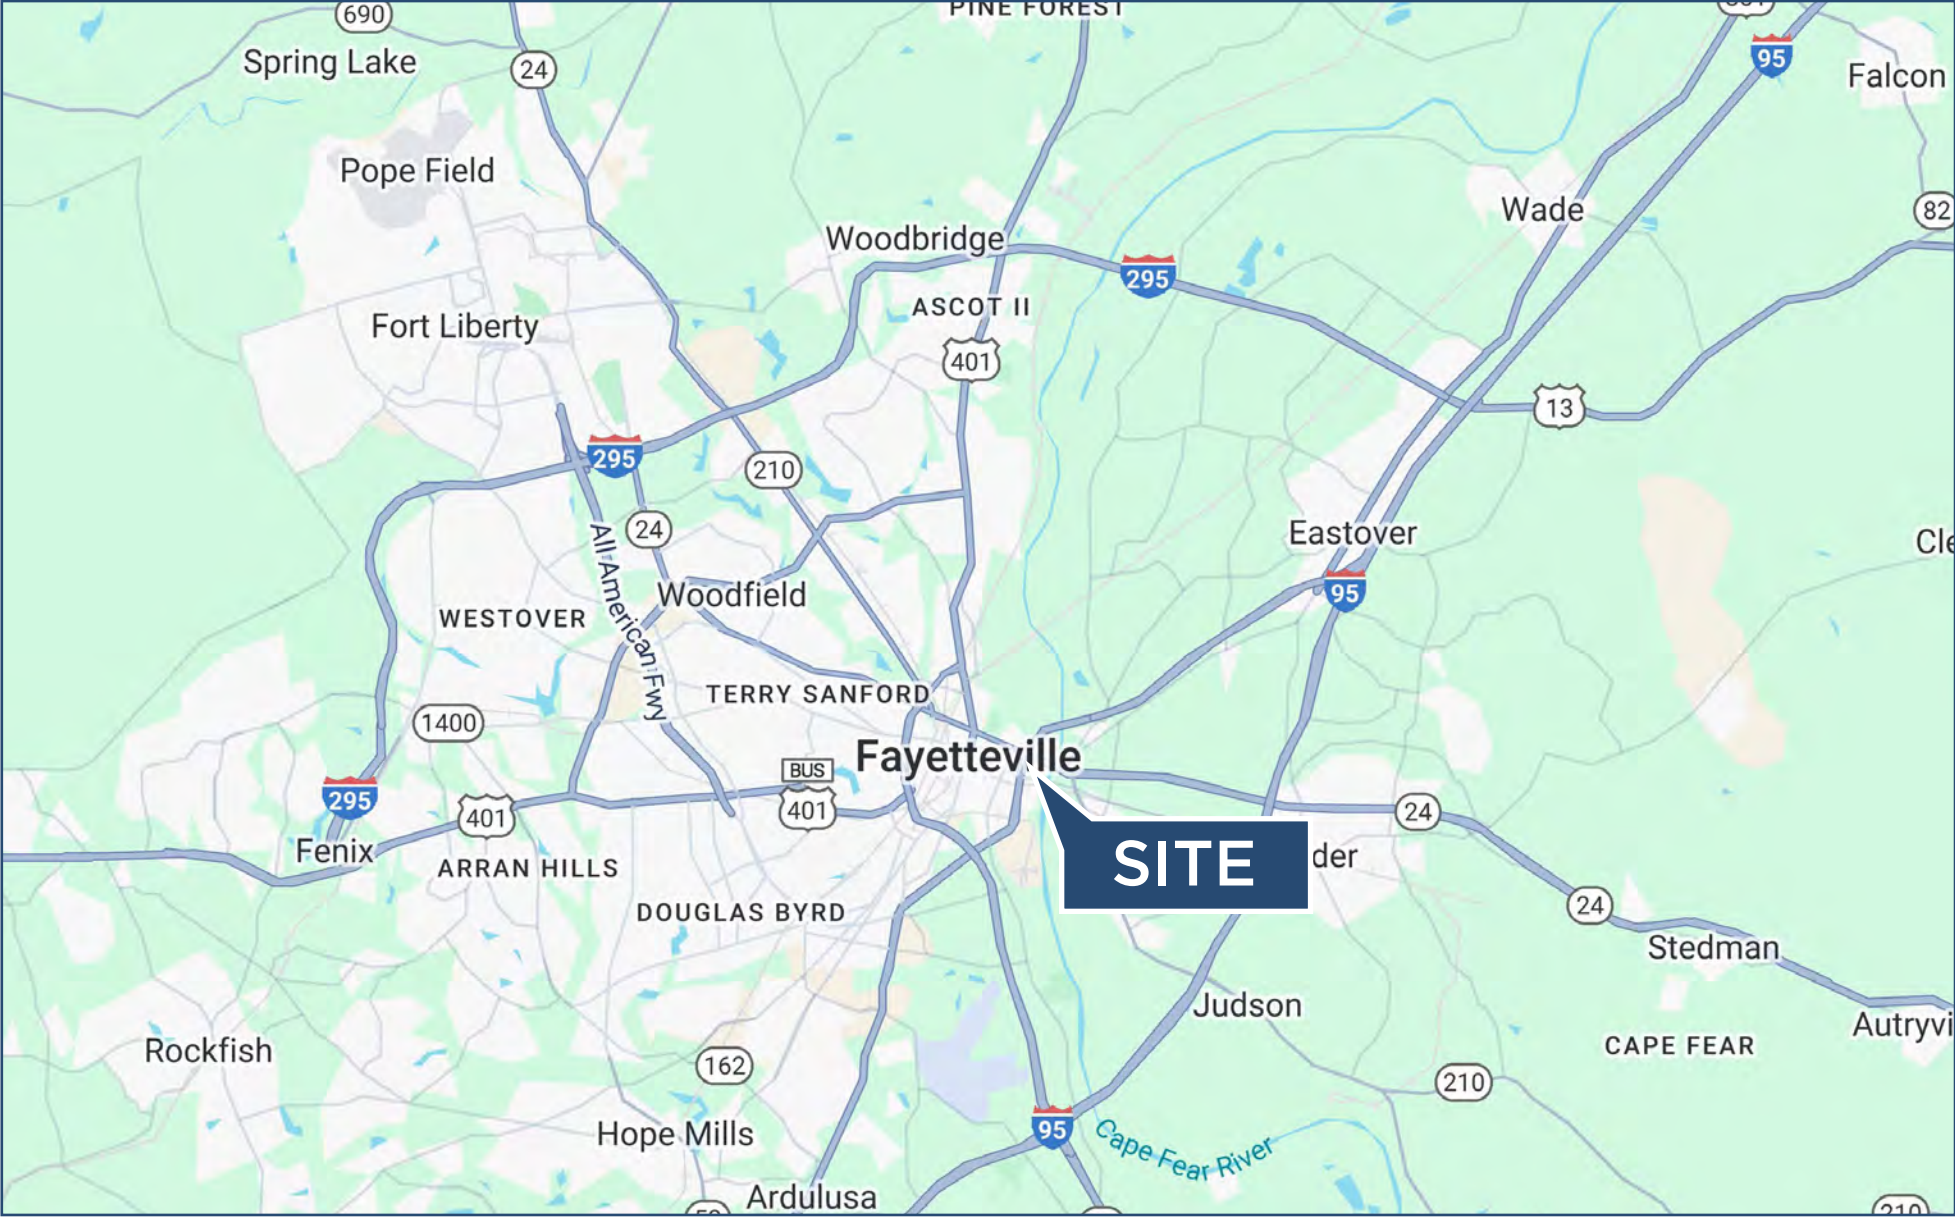 PINE FOREST
690
Spring Lake
24
95
Falcon
Pope Field
Wade
82
Woodbridge
295
ASCOT II
Fort Liberty
401
13
295
210
24
Eastover
All American Fwy
95
Woodfield
WESTOVER
TERRY SANFORD
1400
Fayetteville
BUS
401
295
401
24
Fenix
SITE
der
ARRAN HILLS
24
DOUGLAS BYRD
Stedman
Judson
Autryvi
CAPE FEAR
Rockfish
162
210
Hope Mills
95
Cape Fear River
Ardulusa
210
Cle